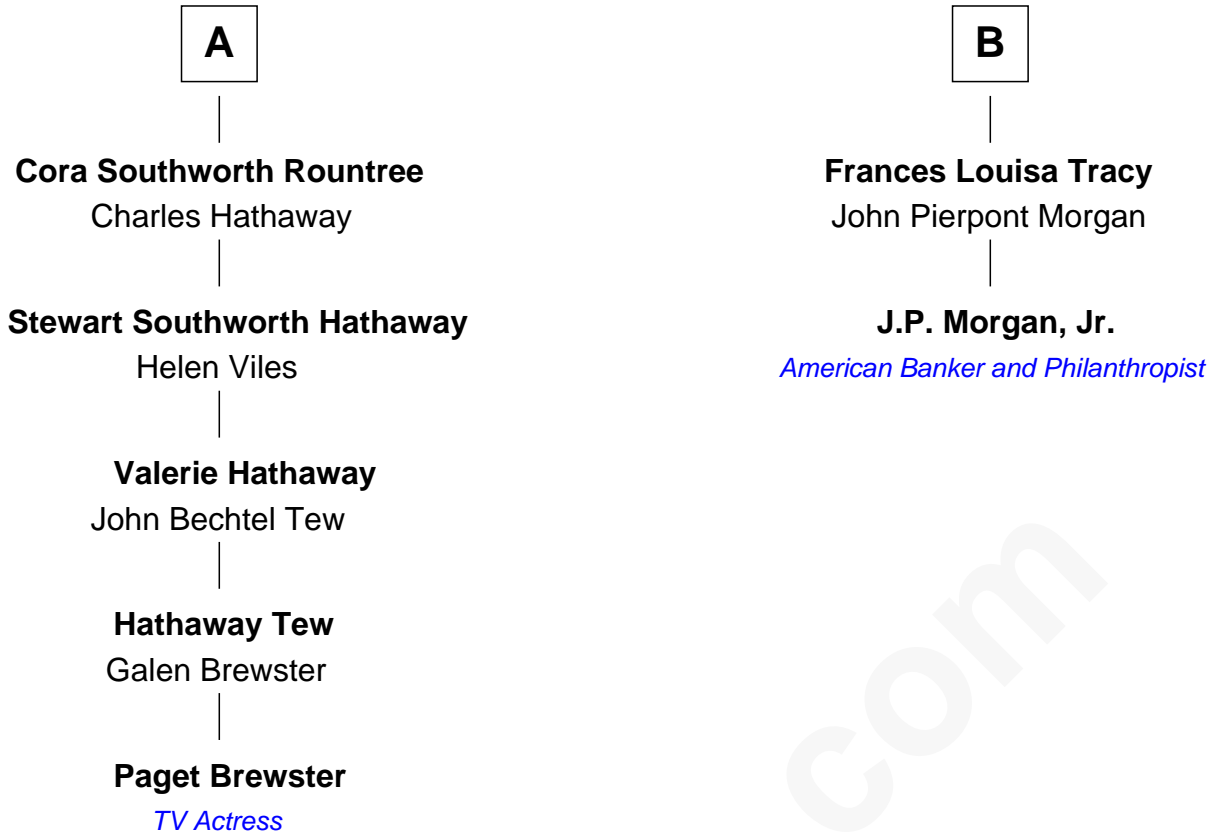 A
Cora Southworth Rountree
Charles Hathaway
Stewart Southworth Hathaway
Helen Viles
Valerie Hathaway
John Bechtel Tew
Hathaway Tew
Galen Brewster
Paget Brewster
TV Actress
B
Frances Louisa Tracy
John Pierpont Morgan
J.P. Morgan, Jr.
American Banker and Philanthropist
com